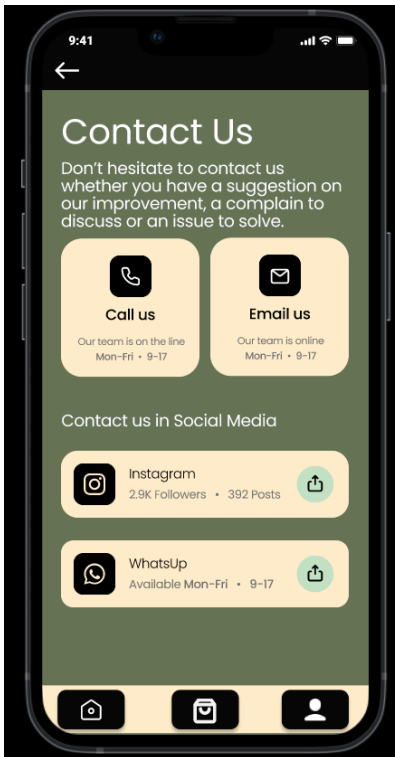 9:41
Contact Us
Don't hesitate to contact us
whether you have a suggestion on
our improvement, a complain to
discuss or an issue to solve.
Call us
Our team is on the line
Mon-Fri • 9-17
Email us
Our team is online
Mon-Fri • 9-17
Contact us in Social Media
Instagram
2.9K Followers • 392 Posts
WhatsUp
Available Mon-Fri • 9-17